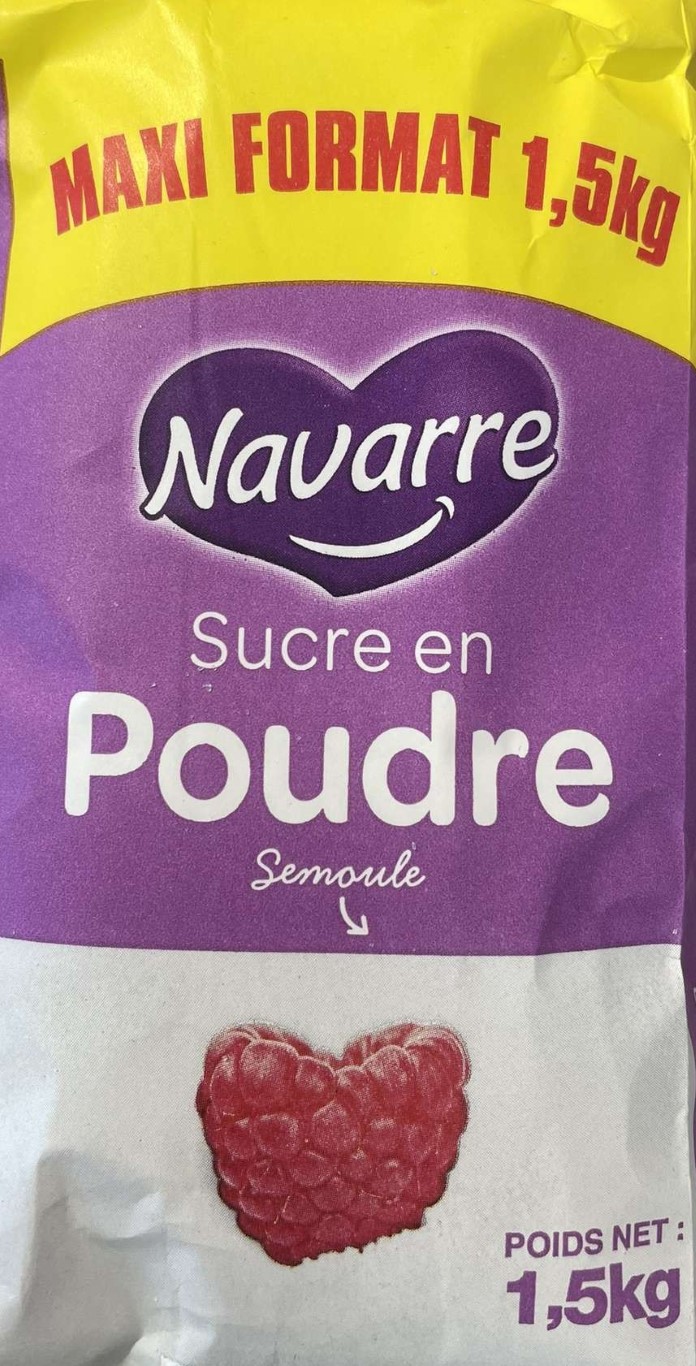 MAXI FORMAT 1,5kg
Navarre
Sucre en
Poudre
Semoule
POIDS NET :
1,5kg